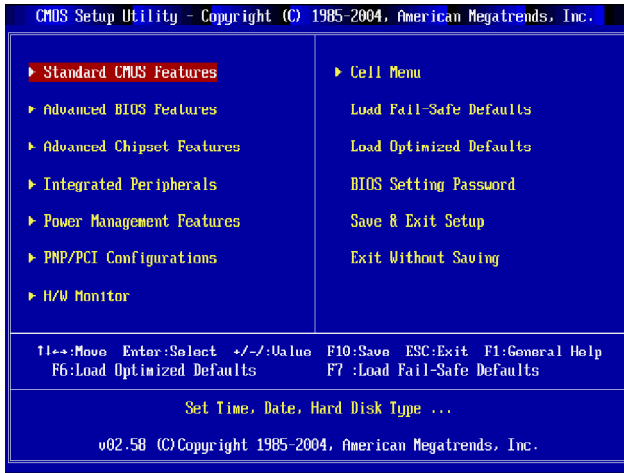 CMOS Setup Utility - Copyright (C) 1985-2004, American Megatrends, Inc.
Standard CMOS Features
Advanced BIOS Features
Advanced Chipset Features
Integrated Peripherals
Power Management Features
PNP/PCI Configurations
H/W Monitor
Cell Menu
Load Fail-Safe Defaults
Load Optimized Defaults
BIOS Setting Password
Save & Exit Setup
Exit Without Saving
↑↓←→:Move Enter:Select +/-/:Value F10:Save ESC:Exit F1:General Help
F6:Load Optimized Defaults F7 :Load Fail-Safe Defaults
Set Time, Date, Hard Disk Type ...
v02.58 (C)Copyright 1985-2004, American Megatrends, Inc.